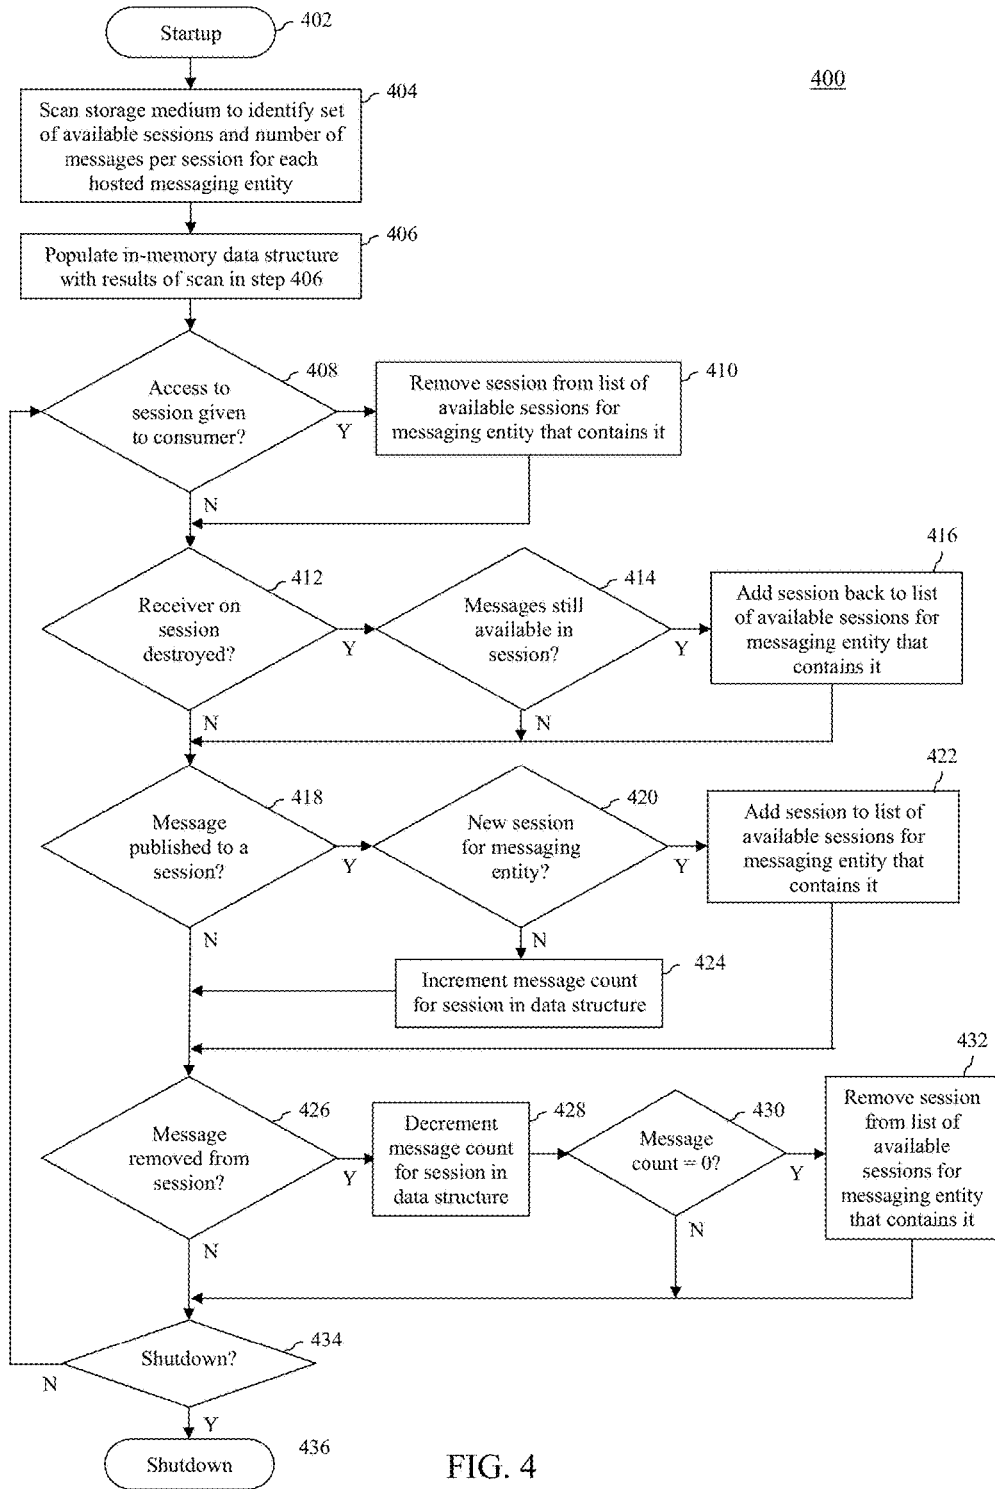 Startup
402
400
404
Scan storage medium to identify set
of available sessions and number of
messages per session for each
hosted messaging entity
406
Populate in-memory data structure
with results of scan in step 406
408
Access to
session given
to consumer?
Y
N
410
Remove session from list of
available sessions for
messaging entity that contains it
412
Receiver on
session
destroyed?
Y
N
414
Messages still
available in
session?
Y
N
416
Add session back to list
of available sessions for
messaging entity that
contains it
418
Message
published to a
session?
Y
N
420
New session
for messaging
entity?
Y
N
422
Add session to list of
available sessions for
messaging entity that
contains it
424
Increment message count
for session in data structure
426
Message
removed from
session?
Y
N
428
Decrement
message count
for session in
data structure
430
Message
count = 0?
Y
N
432
Remove session
from list of
available
sessions for
messaging entity
that contains it
434
Shutdown?
N
Y
436
Shutdown
FIG. 4